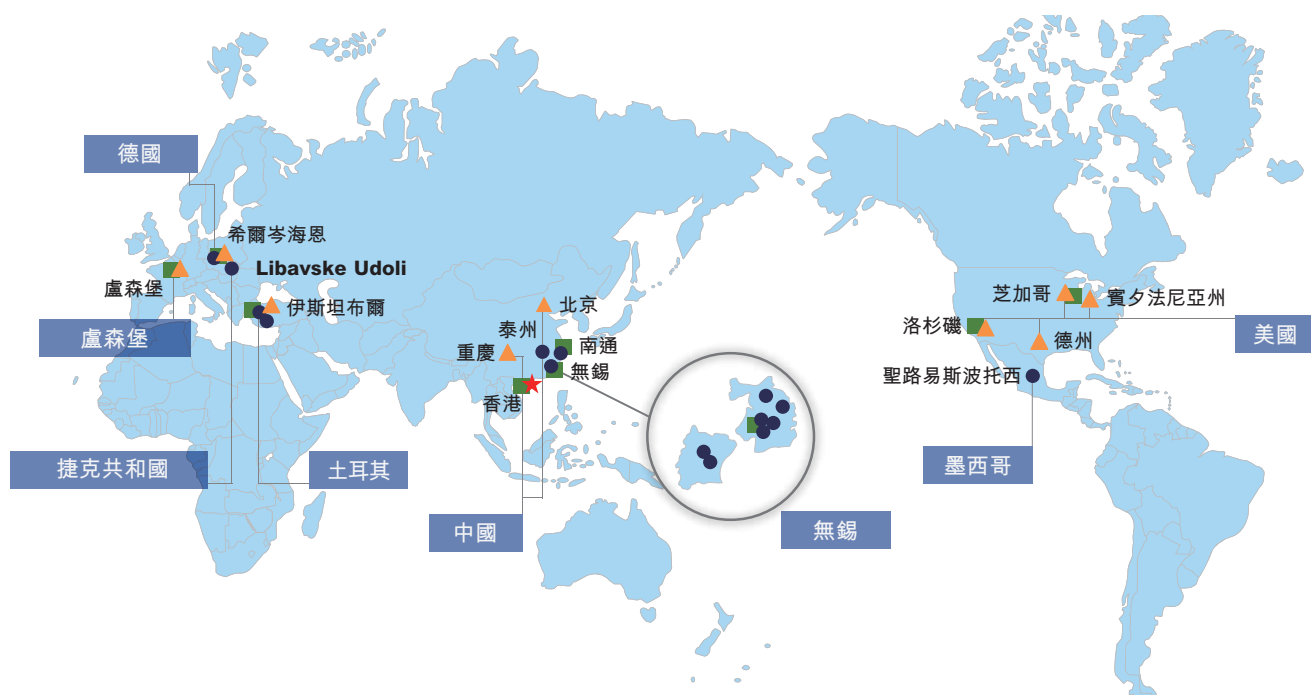 德國
希爾岑海恩
Libavske Udoli
盧森堡
伊斯坦布爾
盧森堡
捷克共和國
土耳其
北京
泰州
南通
重慶
無錫
香港
中國
無錫
芝加哥
賓夕法尼亞州
洛杉磯
德州
美國
聖路易斯波托西
墨西哥